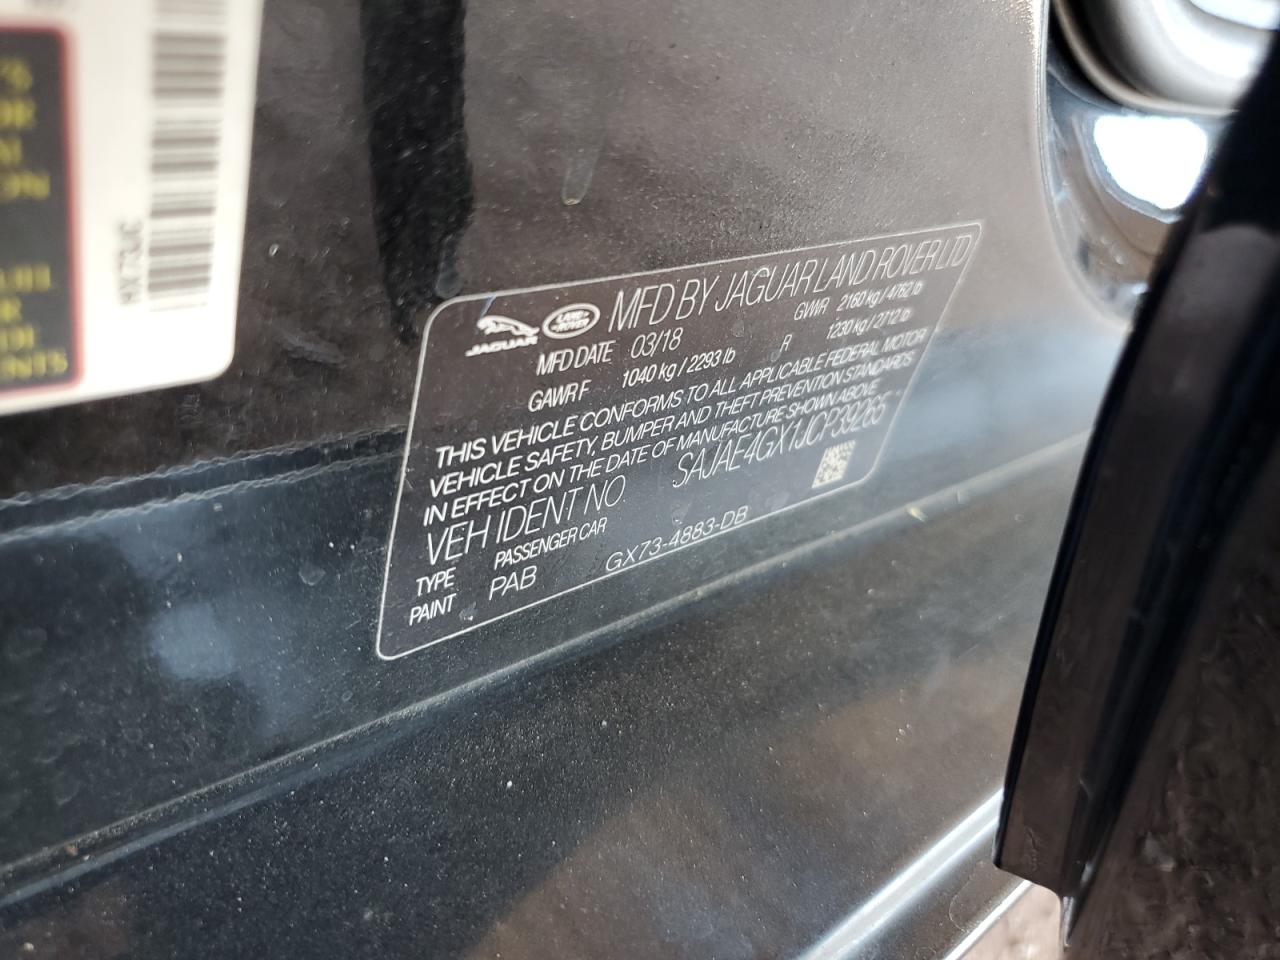 JAGUAR
LAND ROVER
MFD BY JAGUAR LAND ROVER LTD
MFD DATE 03/18 GVWR 2160 kg / 4762 lb
GAWR F 1040 kg / 2293 lb R 1230 kg / 2712 lb
THIS VEHICLE CONFORMS TO ALL APPLICABLE FEDERAL MOTOR
VEHICLE SAFETY, BUMPER AND THEFT PREVENTION STANDARDS
IN EFFECT ON THE DATE OF MANUFACTURE SHOWN ABOVE.
VEH IDENT NO. SAJAE4GX1JCP39265
TYPE PASSENGER CAR
PAINT PAB GX73-4883-DB